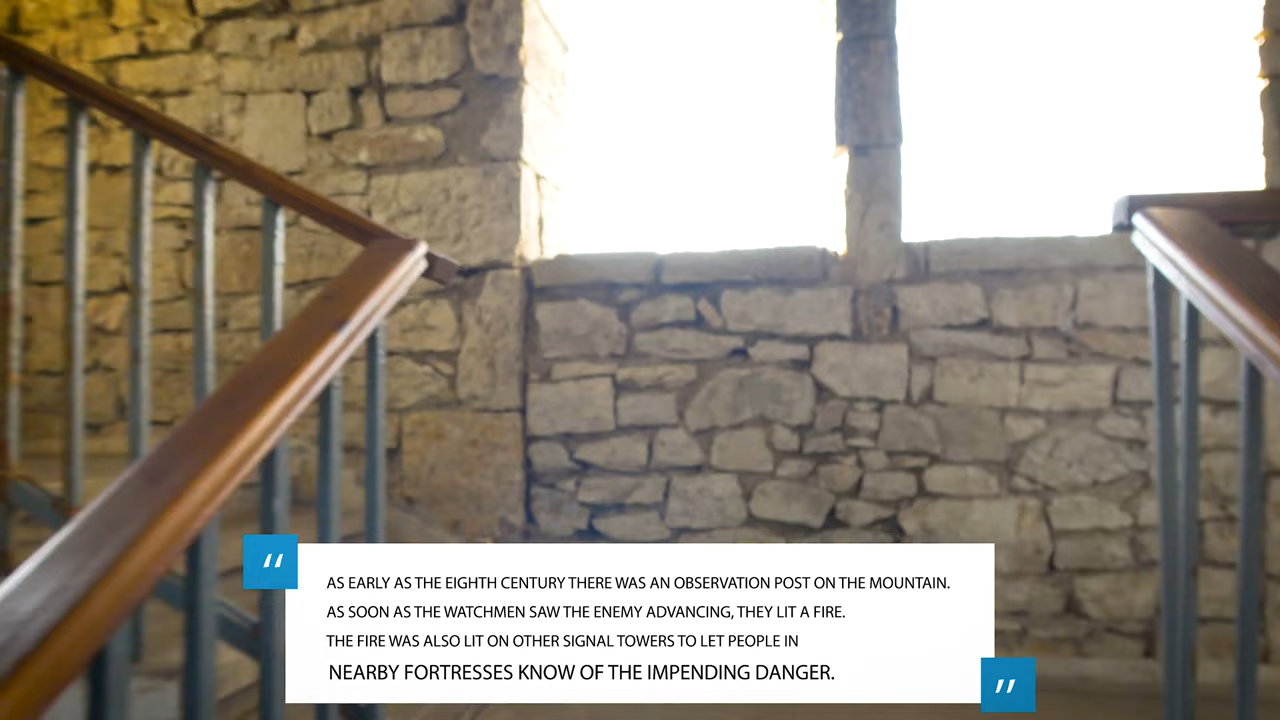 “
AS EARLY AS THE EIGHTH CENTURY THERE WAS AN OBSERVATION POST ON THE MOUNTAIN.
AS SOON AS THE WATCHMEN SAW THE ENEMY ADVANCING, THEY LIT A FIRE.
THE FIRE WAS ALSO LIT ON OTHER SIGNAL TOWERS TO LET PEOPLE IN
NEARBY FORTRESSES KNOW OF THE IMPENDING DANGER.
”